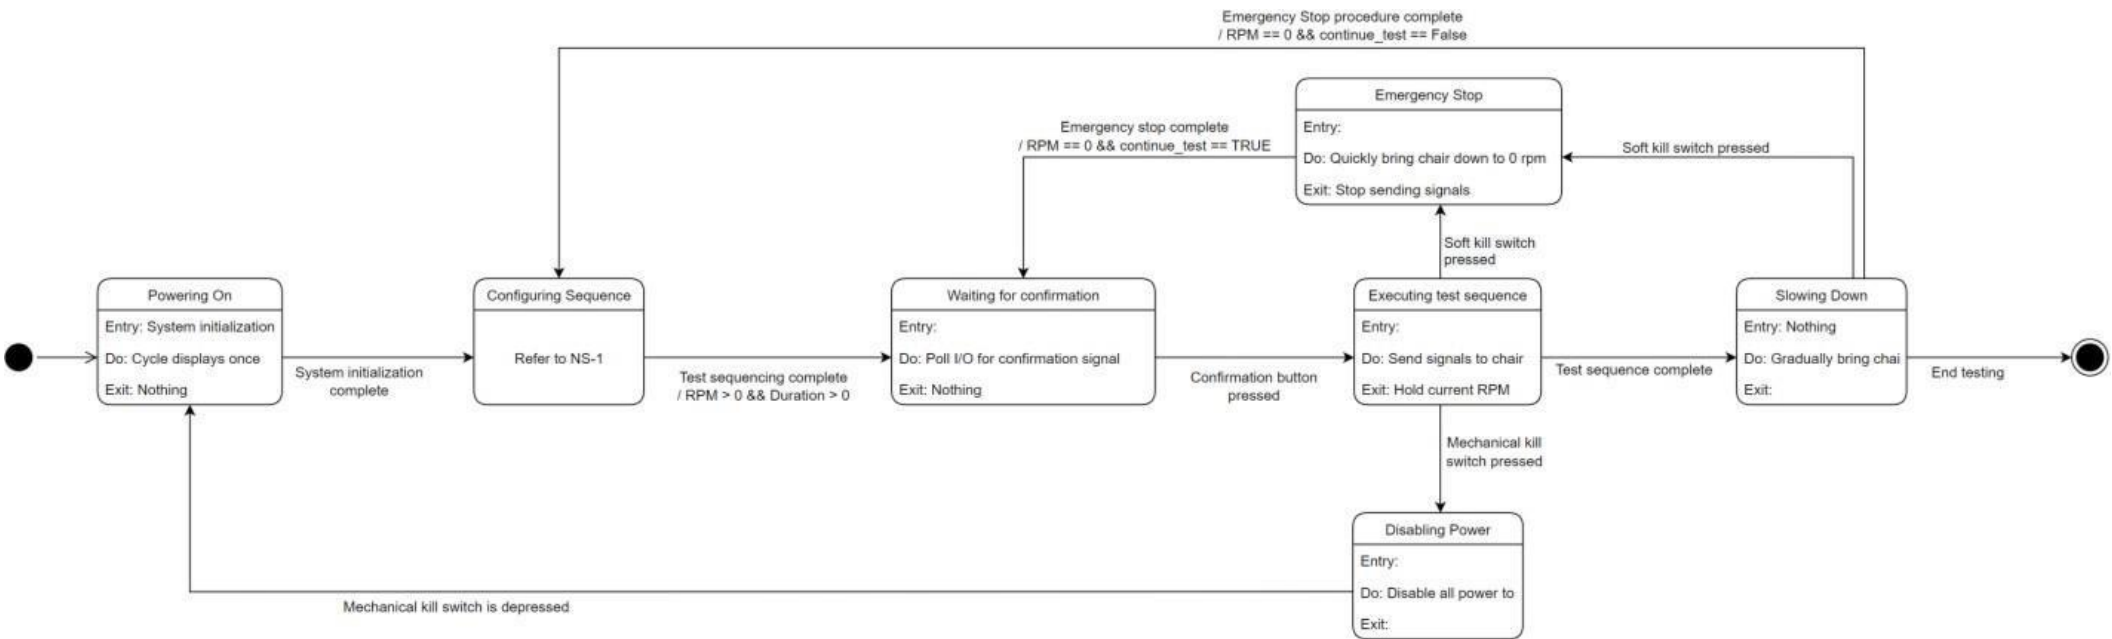 Emergency Stop procedure complete
/ RPM == 0 && continue_test == False
Emergency Stop
Entry:
Do: Quickly bring chair down to 0 rpm
Exit: Stop sending signals
Emergency stop complete
/ RPM == 0 && continue_test == TRUE
Soft kill switch pressed
Soft kill switch
pressed
Powering On
Entry: System initialization
Do: Cycle displays once
Exit: Nothing
System initialization
complete
Configuring Sequence
Refer to NS-1
Test sequencing complete
/ RPM > 0 && Duration > 0
Waiting for confirmation
Entry:
Do: Poll I/O for confirmation signal
Exit: Nothing
Confirmation button
pressed
Executing test sequence
Entry:
Do: Send signals to chair
Exit: Hold current RPM
Test sequence complete
Slowing Down
Entry: Nothing
Do: Gradually bring chai
Exit:
End testing
Mechanical kill
switch pressed
Disabling Power
Entry:
Do: Disable all power to
Exit:
Mechanical kill switch is depressed